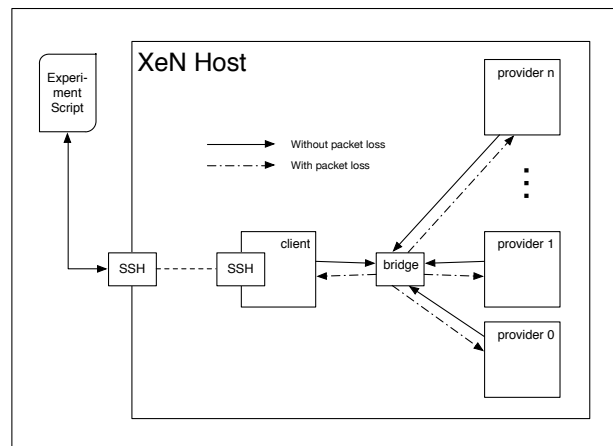 XeN Host
Experi-
ment
Script
provider n
Without packet loss
With packet loss
client
provider 1
bridge
SSH
SSH
provider 0